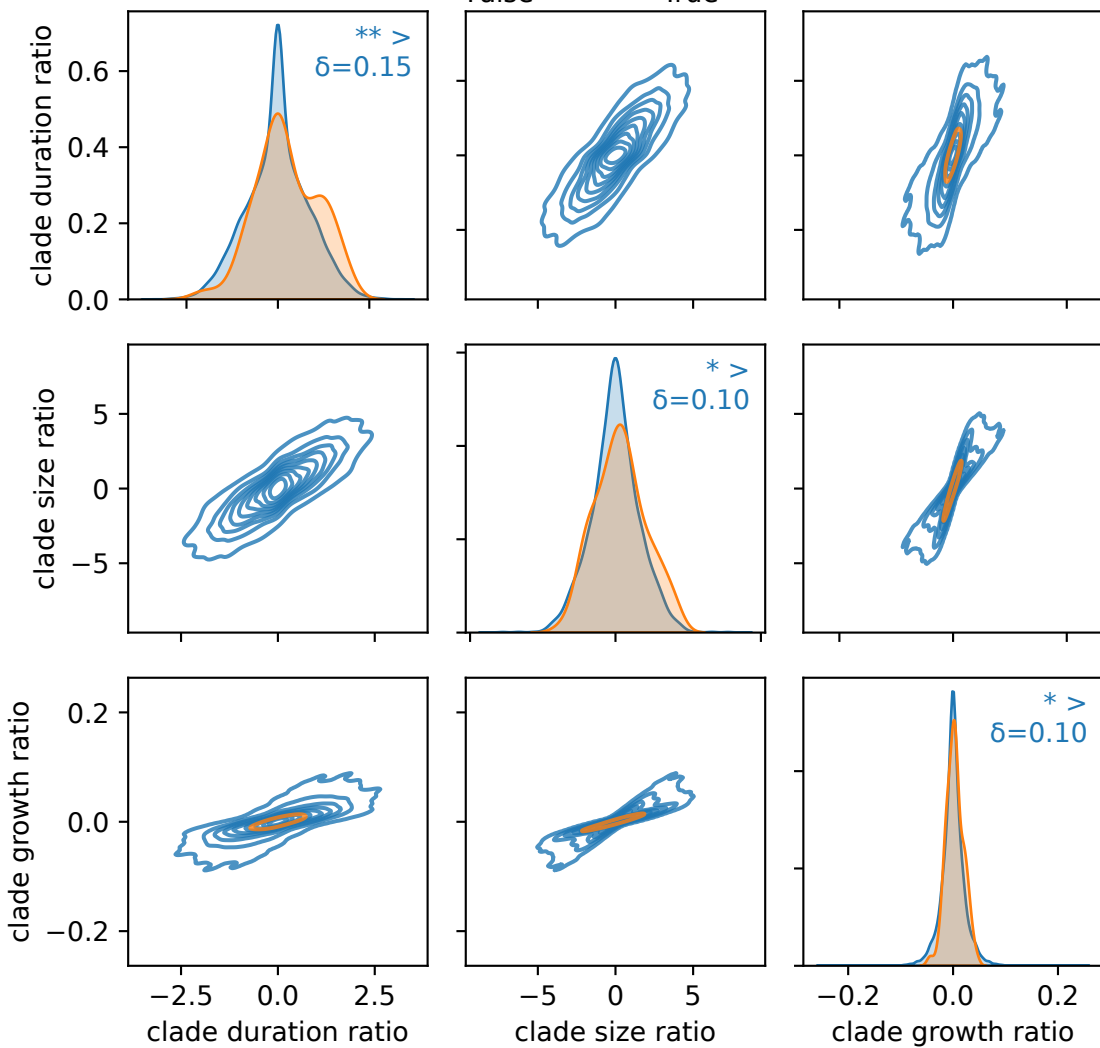 True
clade duration ratio
0.6
0.4
0.2
0.0
** >
δ=0.15
clade size ratio
5
0
−5
* >
δ=0.10
clade growth ratio
0.2
0.0
−0.2
* >
δ=0.10
−2.5 0.0 2.5
−5 0 5
−0.2 0.0 0.2
clade duration ratio
clade size ratio
clade growth ratio